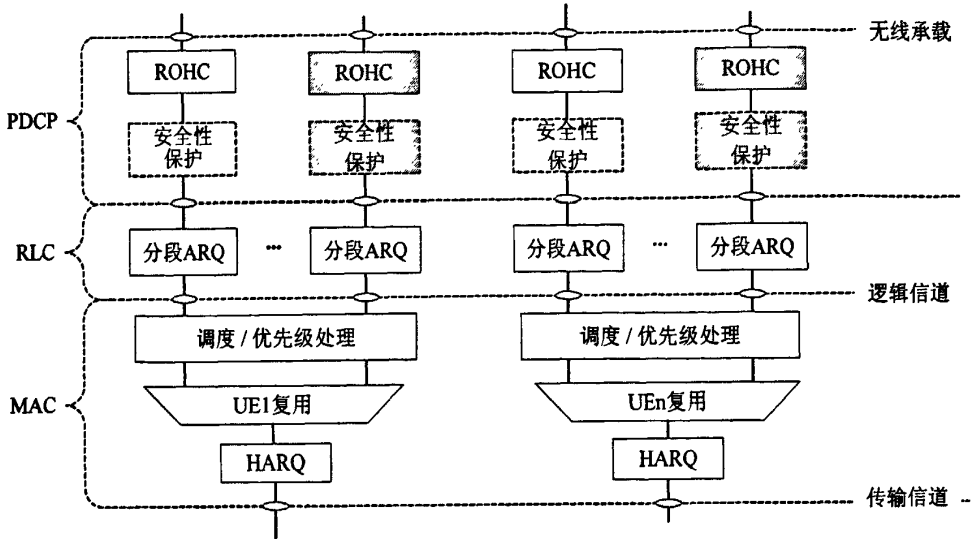 无线承载
ROHC ROHC ROHC ROHC
PDCP
安全性 安全性 安全性 安全性
保护 保护 保护 保护
RLC
分段ARQ ... 分段ARQ 分段ARQ ... 分段ARQ
逻辑信道
调度 / 优先级处理 调度 / 优先级处理
MAC
UE1复用 UEn复用
HARQ HARQ
传输信道